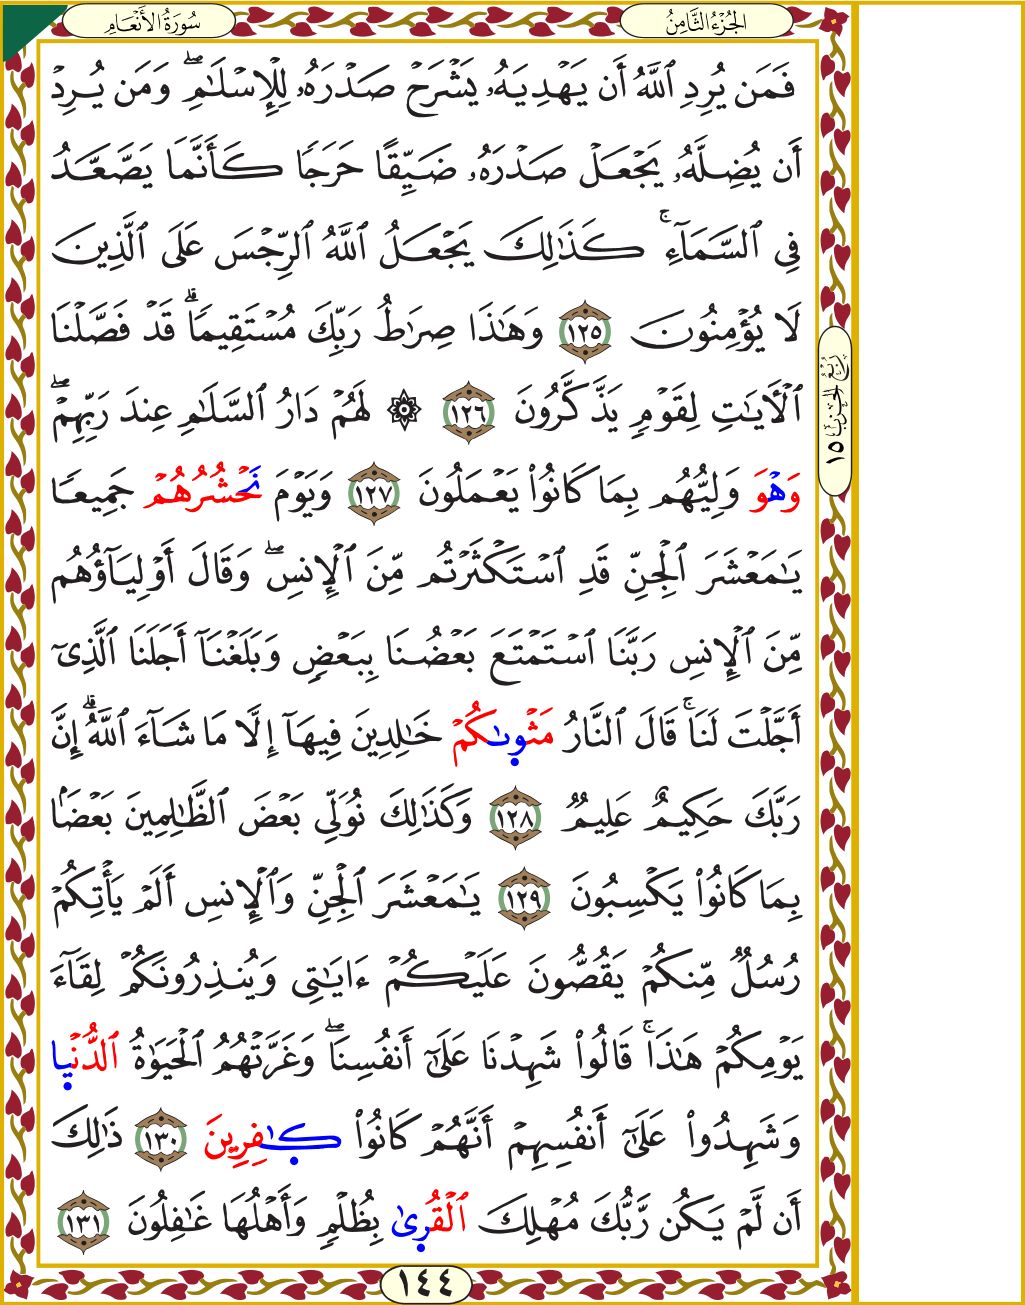 سُورَةُ الأَنْعَامِ
الجُزْءُ الثَّامِنُ
فَمَن يُرِدِ ٱللَّهُ أَن يَهْدِيَهُۥ يَشْرَحْ صَدْرَهُۥ لِلْإِسْلَٰمِۖ وَمَن يُرِدْ
أَن يُضِلَّهُۥ يَجْعَلْ صَدْرَهُۥ ضَيِّقًا حَرَجٗا كَأَنَّمَا يَصَّعَّدُ
فِي ٱلسَّمَآءِۚ كَذَٰلِكَ يَجْعَلُ ٱللَّهُ ٱلرِّجْسَ عَلَى ٱلَّذِينَ
لَا يُؤْمِنُونَ ١٢٥ وَهَٰذَا صِرَٰطُ رَبِّكَ مُسْتَقِيمٗاۗ قَدْ فَصَّلْنَا
ٱلْأٓيَٰتِ لِقَوْمٖ يَذَّكَّرُونَ ١٢٦ ۞ لَهُمْ دَارُ ٱلسَّلَٰمِ عِندَ رَبِّهِمْۖ
وَهْوَ وَلِيُّهُم بِمَا كَانُوا۟ يَعْمَلُونَ ١٢٧ وَيَوْمَ نَحْشُرُهُمْ جَمِيعٗا
يَٰمَعْشَرَ ٱلْجِنِّ قَدِ ٱسْتَكْثَرْتُم مِّنَ ٱلْإِنسِۖ وَقَالَ أَوْلِيَآؤُهُم
مِّنَ ٱلْإِنسِ رَبَّنَا ٱسْتَمْتَعَ بَعْضُنَا بِبَعْضٖ وَبَلَغْنَآ أَجَلَنَا ٱلَّذِيٓ
أَجَّلْتَ لَنَاۚ قَالَ ٱلنَّارُ مَثْوٜىٰكُمْ خَٰلِدِينَ فِيهَآ إِلَّا مَا شَآءَ ٱللَّهُۗ إِنَّ
رَبَّكَ حَكِيمٌ عَلِيمٞ ١٢٨ وَكَذَٰلِكَ نُوَلِّي بَعْضَ ٱلظَّٰلِمِينَ بَعْضَۢا
بِمَا كَانُوا۟ يَكْسِبُونَ ١٢٩ يَٰمَعْشَرَ ٱلْجِنِّ وَٱلْإِنسِ أَلَمْ يَأْتِكُمْ
رُسُلٞ مِّنكُمْ يَقُصُّونَ عَلَيْكُمْ ءَايَٰتِي وَيُنذِرُونَكُمْ لِقَآءَ
يَوْمِكُمْ هَٰذَاۚ قَالُوا۟ شَهِدْنَا عَلَىٰٓ أَنفُسِنَاۖ وَغَرَّتْهُمُ ٱلْحَيَوٰةُ ٱلدُّنْيٜا
وَشَهِدُوا۟ عَلَىٰٓ أَنفُسِهِمْ أَنَّهُمْ كَانُوا۟ كٰٜفِرِينَ ١٣٠ ذَٰلِكَ
أَن لَّمْ يَكُن رَّبُّكَ مُهْلِكَ ٱلْقُرٜىٰ بِظُلْمٖ وَأَهْلُهَا غَٰفِلُونَ ١٣١
رُبُعُ الحِزْبِ ١٥
١٤٤